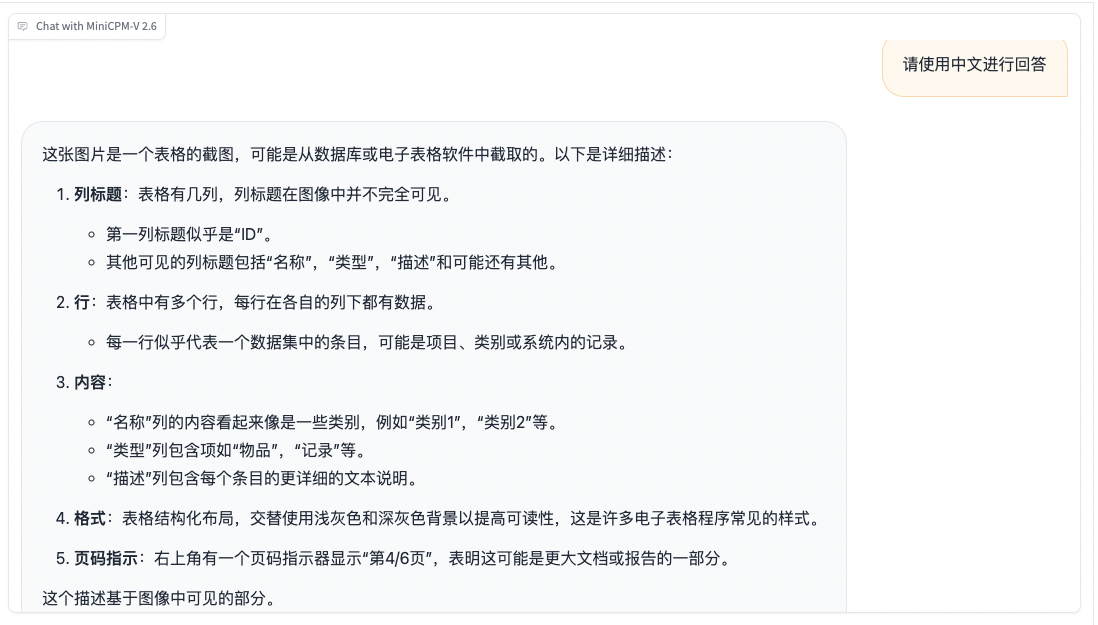 Chat with MiniCPM-V 2.6
请使用中文进行回答
这张图片是一个表格的截图，可能是从数据库或电子表格软件中截取的。以下是详细描述：
1. 列标题：表格有几列，列标题在图像中并不完全可见。
第一列标题似乎是“ID”。
其他可见的列标题包括“名称”，“类型”，“描述”和可能还有其他。
2. 行：表格中有多个行，每行在各自的列下都有数据。
每一行似乎代表一个数据集中的条目，可能是项目、类别或系统内的记录。
3. 内容：
“名称”列的内容看起来像是一些类别，例如“类别1”，“类别2”等。
“类型”列包含项如“物品”，“记录”等。
“描述”列包含每个条目的更详细的文本说明。
4. 格式：表格结构化布局，交替使用浅灰色和深灰色背景以提高可读性，这是许多电子表格程序常见的样式。
5. 页码指示：右上角有一个页码指示器显示“第4/6页”，表明这可能是更大文档或报告的一部分。
这个描述基于图像中可见的部分。